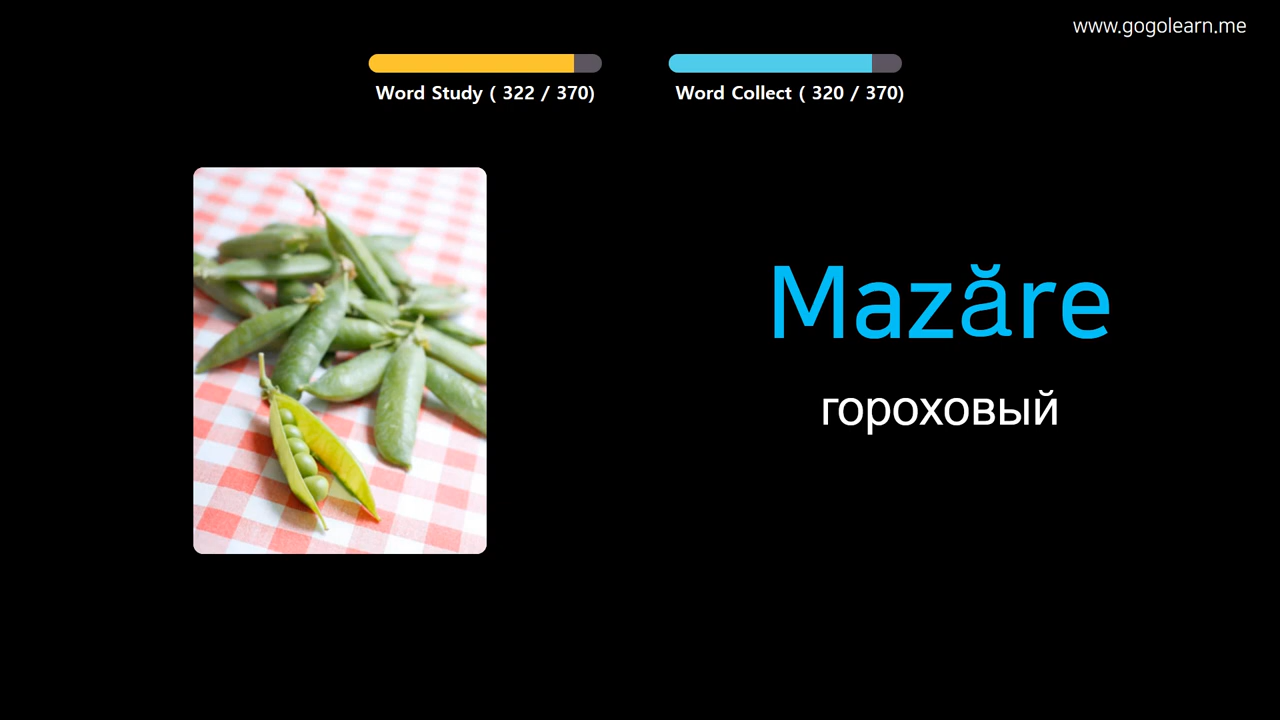 www.gogolearn.me
Word Study ( 322 / 370)
Word Collect ( 320 / 370)
Mazăre
гороховый